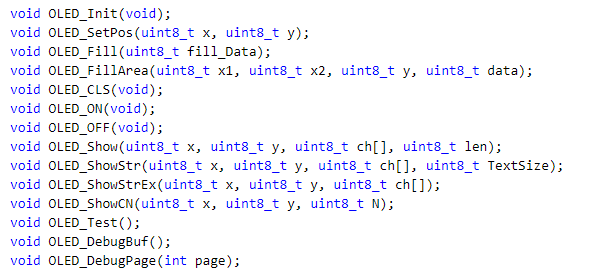 void OLED_Init(void);
void OLED_SetPos(uint8_t x, uint8_t y);
void OLED_Fill(uint8_t fill_Data);
void OLED_FillArea(uint8_t x1, uint8_t x2, uint8_t y, uint8_t data);
void OLED_CLS(void);
void OLED_ON(void);
void OLED_OFF(void);
void OLED_Show(uint8_t x, uint8_t y, uint8_t ch[], uint8_t len);
void OLED_ShowStr(uint8_t x, uint8_t y, uint8_t ch[], uint8_t TextSize);
void OLED_ShowStrEx(uint8_t x, uint8_t y, uint8_t ch[]);
void OLED_ShowCN(uint8_t x, uint8_t y, uint8_t N);
void OLED_Test();
void OLED_DebugBuf();
void OLED_DebugPage(int page);